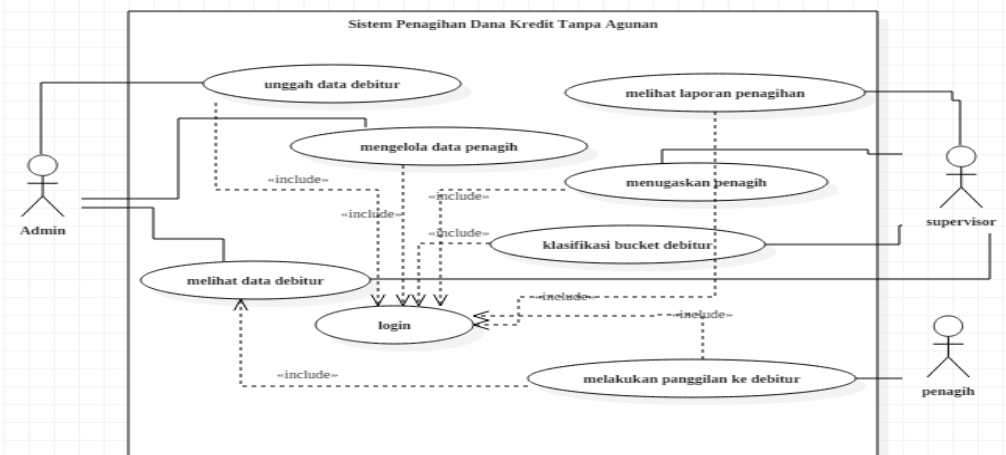 Sistem Penagihan Dana Kredit Tanpa Agunan
unggah data debitur
melihat laporan penagihan
mengelola data penagih
«include»
menugaskan penagih
«include»
«include»
Admin
supervisor
«include»
klasifikasi bucket debitur
melihat data debitur
«include»
login
«include»
«include»
melakukan panggilan ke debitur
penagih